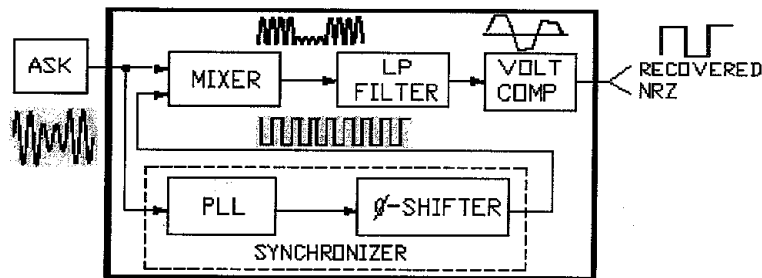 ASK
MIXER
LP
FILTER
VOLT
COMP
RECOVERED
NRZ
PLL
Ø-SHIFTER
SYNCHRONIZER